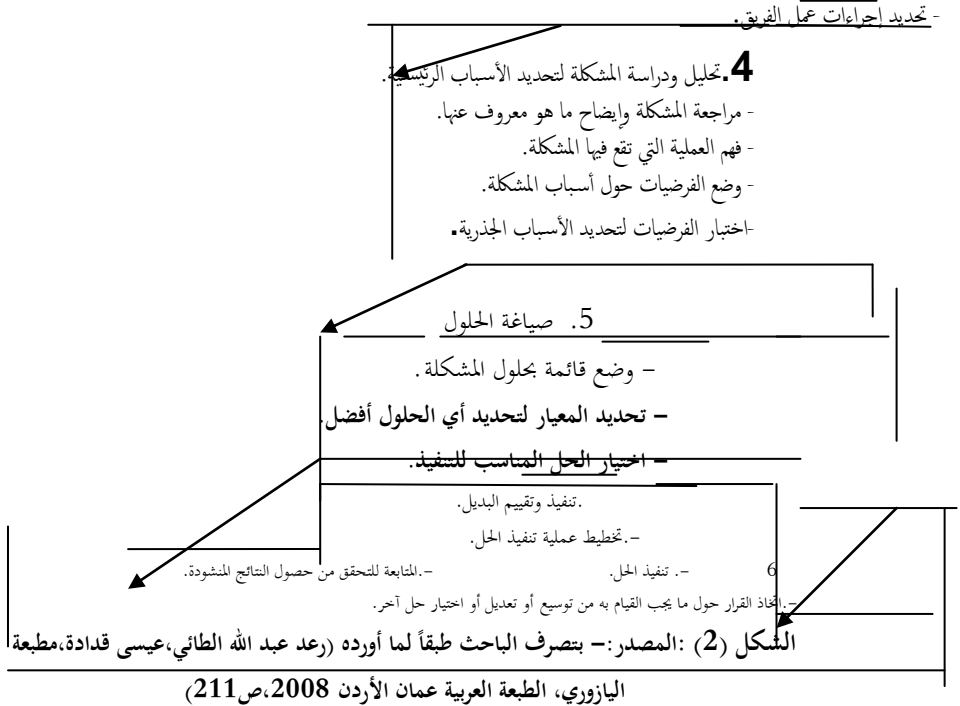 - تحديد إجراءات عمل الفريق.
4.تحليل ودراسة المشكلة لتحديد الأسباب الرئيسية.
- مراجعة المشكلة وإيضاح ما هو معروف عنها.
- فهم العملية التي تقع فيها المشكلة.
- وضع الفرضيات حول أسباب المشكلة.
-اختبار الفرضيات لتحديد الأسباب الجذرية.
5. صياغة الحلول
– وضع قائمة بحلول المشكلة.
– تحديد المعيار لتحديد أي الحلول أفضل.
– اختيار الحل المناسب للتنفيذ.
.تنفيذ وتقييم البديل.
–.تخطيط عملية تنفيذ الحل.
6 –. تنفيذ الحل. –.المتابعة للتحقق من حصول النتائج المنشودة.
–.اتخاذ القرار حول ما يجب القيام به من توسيع أو تعديل أو اختيار حل آخر.
الشكل (2) :المصدر:– بتصرف الباحث طبقاً لما أورده (رعد عبد الله الطائي،عيسى قدادة،مطبعة
اليازوري، الطبعة العربية عمان الأردن 2008،ص211)